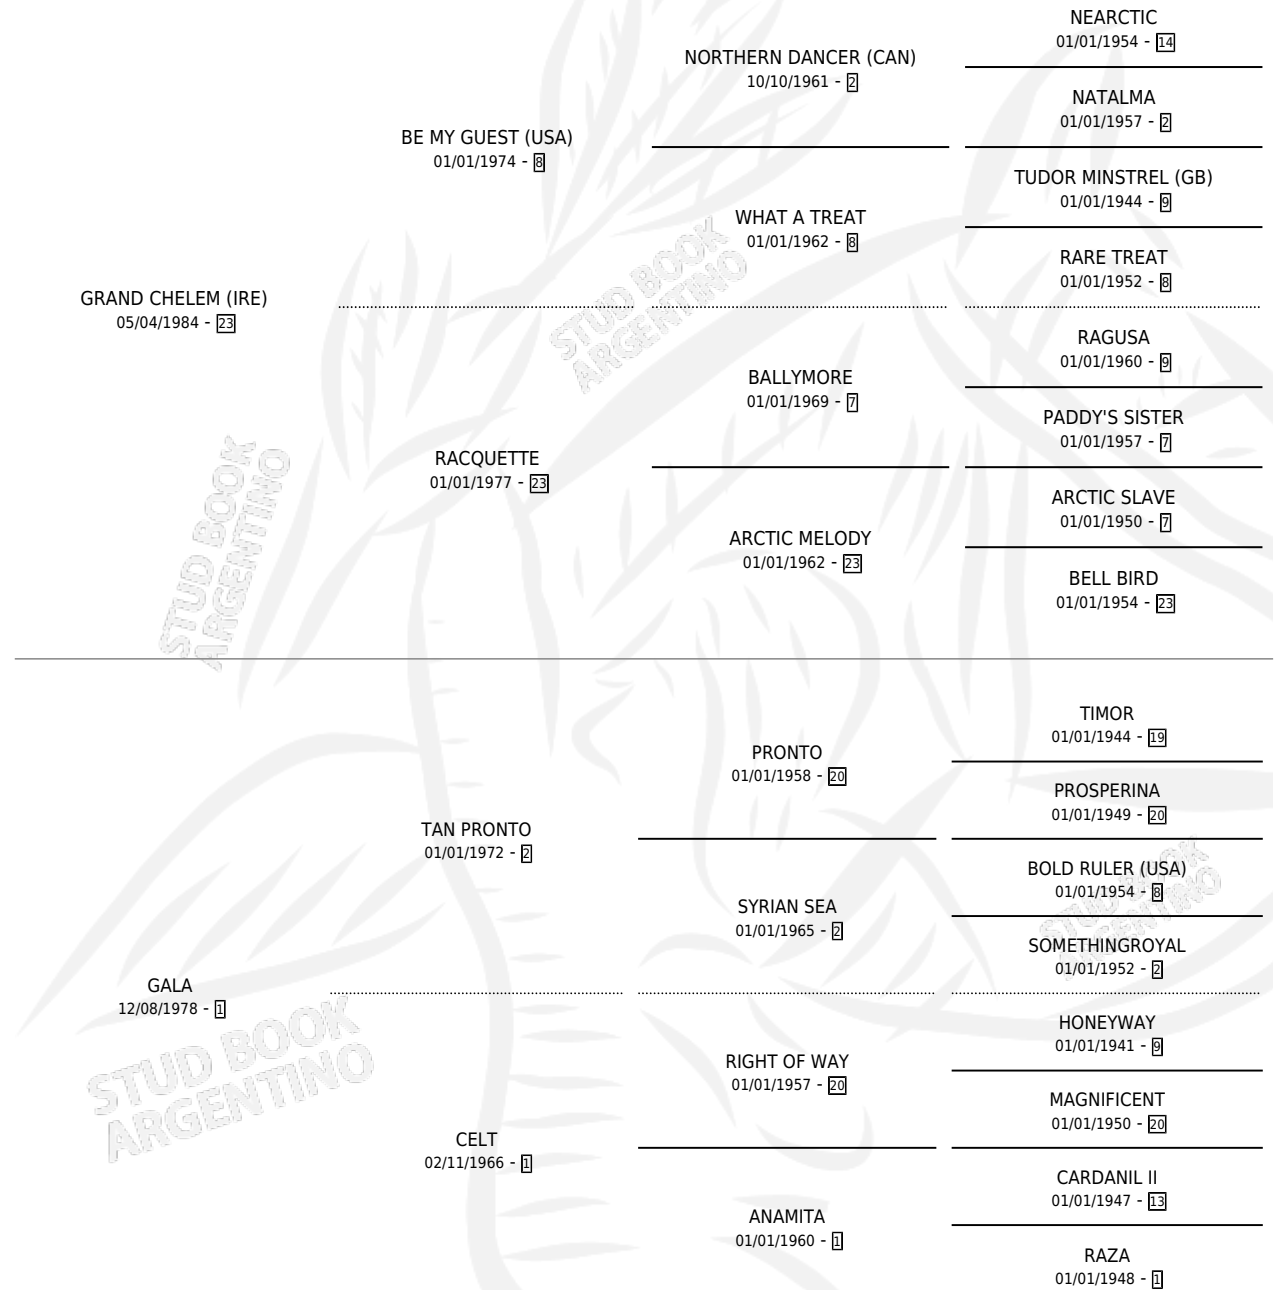 NEARCTIC
01/01/1954 - 14
NORTHERN DANCER (CAN)
10/10/1961 - 2
NATALMA
01/01/1957 - 2
BE MY GUEST (USA)
01/01/1974 - 8
TUDOR MINSTREL (GB)
01/01/1944 - 9
WHAT A TREAT
01/01/1962 - 8
RARE TREAT
01/01/1952 - 8
GRAND CHELEM (IRE)
05/04/1984 - 23
STUD BOOK
ARGENTINO
RAGUSA
01/01/1960 - 9
BALLYMORE
01/01/1969 - 7
PADDY'S SISTER
01/01/1957 - 7
RACQUETTE
01/01/1977 - 23
ARCTIC SLAVE
01/01/1950 - 7
ARCTIC MELODY
01/01/1962 - 23
BELL BIRD
01/01/1954 - 23
STUD BOOK
ARGENTINO
TIMOR
01/01/1944 - 19
PRONTO
01/01/1958 - 20
PROSPERINA
01/01/1949 - 20
TAN PRONTO
01/01/1972 - 2
BOLD RULER (USA)
01/01/1954 - 8
SYRIAN SEA
01/01/1965 - 2
SOMETHINGROYAL
01/01/1952 - 2
STUD BOOK
ARGENTINO
GALA
12/08/1978 - 1
HONEYWAY
01/01/1941 - 9
RIGHT OF WAY
01/01/1957 - 20
MAGNIFICENT
01/01/1950 - 20
STUD BOOK
ARGENTINO
CELT
02/11/1966 - 1
CARDANIL II
01/01/1947 - 13
ANAMITA
01/01/1960 - 1
RAZA
01/01/1948 - 1